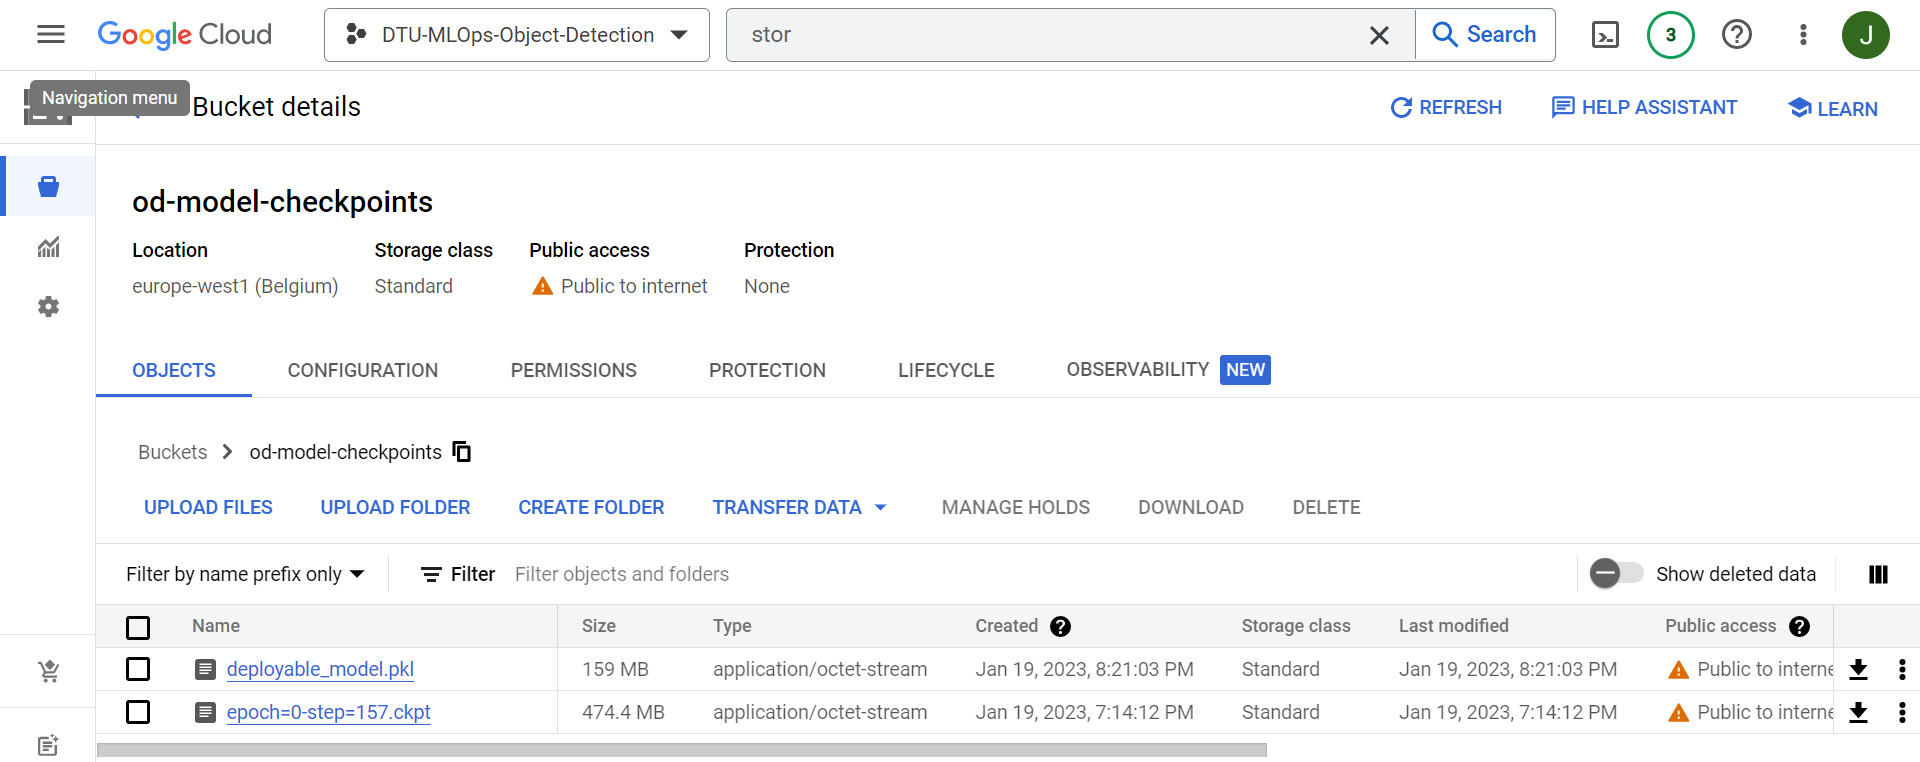 Google Cloud
DTU-MLOps-Object-Detection
stor
Search
3
J
Navigation menu
Bucket details
REFRESH
HELP ASSISTANT
LEARN
od-model-checkpoints
Location Storage class Public access Protection
europe-west1 (Belgium) Standard Public to internet None
OBJECTS CONFIGURATION PERMISSIONS PROTECTION LIFECYCLE OBSERVABILITY NEW
Buckets > od-model-checkpoints
UPLOAD FILES UPLOAD FOLDER CREATE FOLDER TRANSFER DATA MANAGE HOLDS DOWNLOAD DELETE
Filter by name prefix only Filter Filter objects and folders Show deleted data
Name Size Type Created Storage class Last modified Public access
deployable_model.pkl 159 MB application/octet-stream Jan 19, 2023, 8:21:03 PM Standard Jan 19, 2023, 8:21:03 PM Public to interne
epoch=0-step=157.ckpt 474.4 MB application/octet-stream Jan 19, 2023, 7:14:12 PM Standard Jan 19, 2023, 7:14:12 PM Public to interne